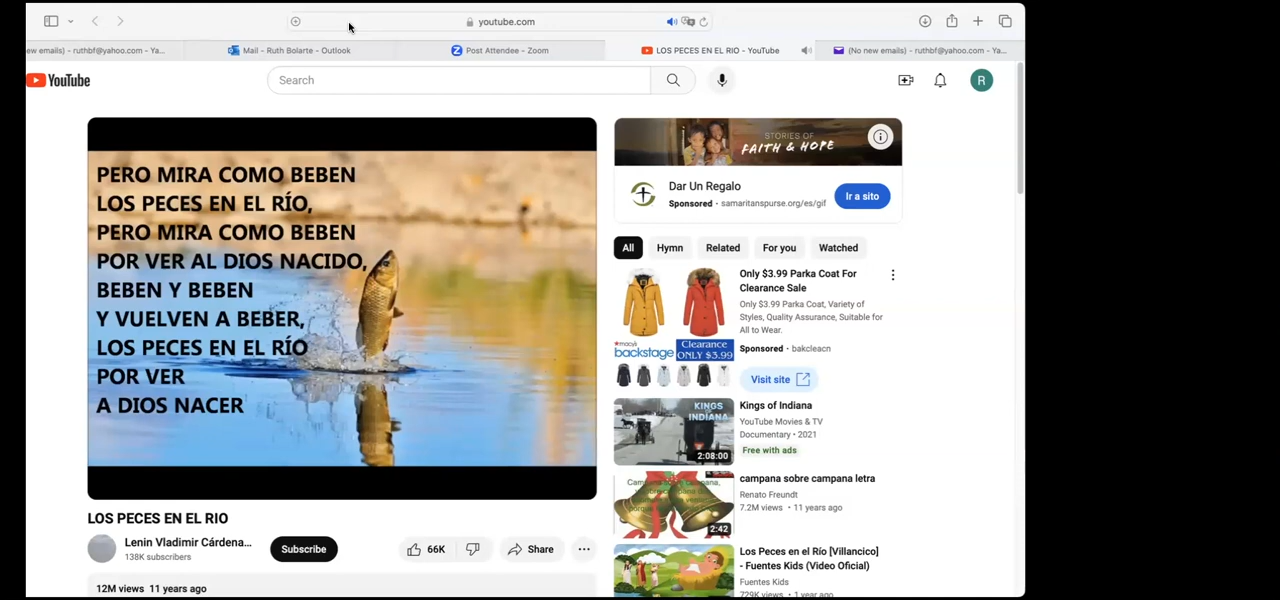 youtube.com
ew emails) - ruthbf@yahoo.com - Ya...
Mail - Ruth Bolarte - Outlook
Post Attendee - Zoom
LOS PECES EN EL RIO - YouTube
(No new emails) - ruthbf@yahoo.com - Ya...
YouTube
Search
R
PERO MIRA COMO BEBEN
LOS PECES EN EL RÍO,
PERO MIRA COMO BEBEN
POR VER AL DIOS NACIDO,
BEBEN Y BEBEN
Y VUELVEN A BEBER,
LOS PECES EN EL RÍO
POR VER
A DIOS NACER
LOS PECES EN EL RIO
Lenin Vladimir Cárdena...
138K subscribers
Subscribe
66K
Share
12M views 11 years ago
STORIES OF
FAITH & HOPE
Dar Un Regalo
Sponsored · samaritanspurse.org/es/gif
Ir a sito
All
Hymn
Related
For you
Watched
Only $3.99 Parka Coat For
Clearance Sale
Only $3.99 Parka Coat, Variety of
Styles, Quality Assurance, Suitable for
All to Wear.
Sponsored · bakcleacn
Visit site
macy's
backstage
Clearance
ONLY $3.99
KINGS
INDIANA
2:08:00
Kings of Indiana
YouTube Movies & TV
Documentary • 2021
Free with ads
2:42
campana sobre campana letra
Renato Freundt
7.2M views • 11 years ago
Los Peces en el Río [Villancico]
- Fuentes Kids (Video Oficial)
Fuentes Kids
729K views • 1 year ago